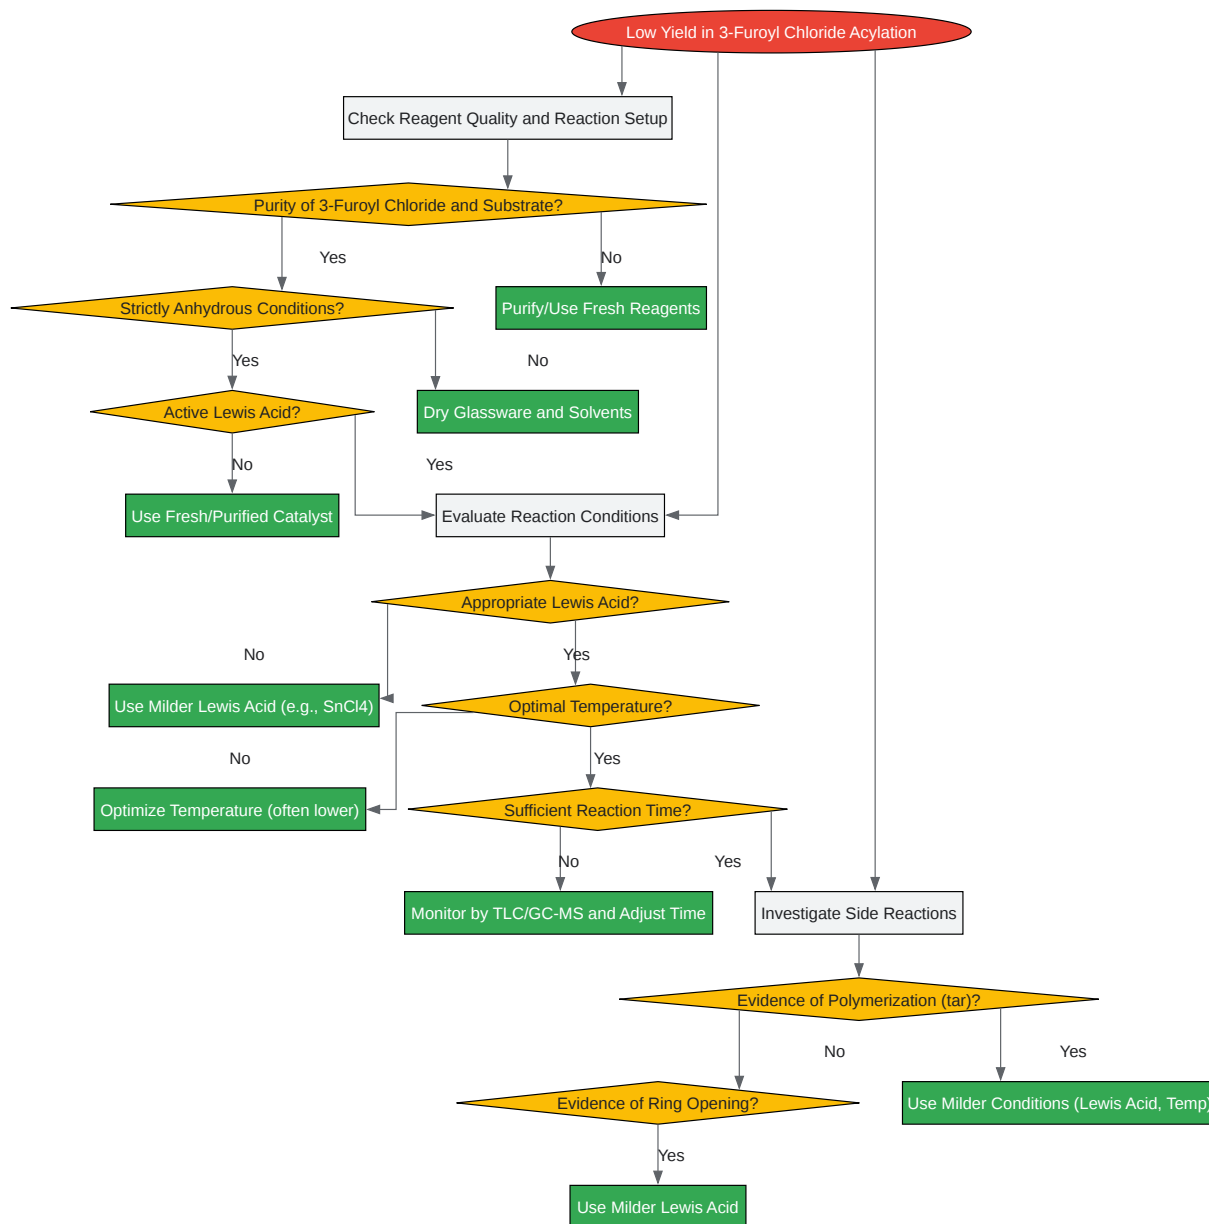 Low Yield in 3-Furoyl Chloride Acylation
Check Reagent Quality and Reaction Setup
Purity of 3-Furoyl Chloride and Substrate?
Yes
No
Strictly Anhydrous Conditions?
Purify/Use Fresh Reagents
Yes
No
Active Lewis Acid?
Dry Glassware and Solvents
No
Yes
Use Fresh/Purified Catalyst
Evaluate Reaction Conditions
Appropriate Lewis Acid?
No
Yes
Use Milder Lewis Acid (e.g., SnCl4)
Optimal Temperature?
No
Yes
Optimize Temperature (often lower)
Sufficient Reaction Time?
No
Yes
Monitor by TLC/GC-MS and Adjust Time
Investigate Side Reactions
Evidence of Polymerization (tar)?
No
Yes
Evidence of Ring Opening?
Use Milder Conditions (Lewis Acid, Temp)
Yes
Use Milder Lewis Acid